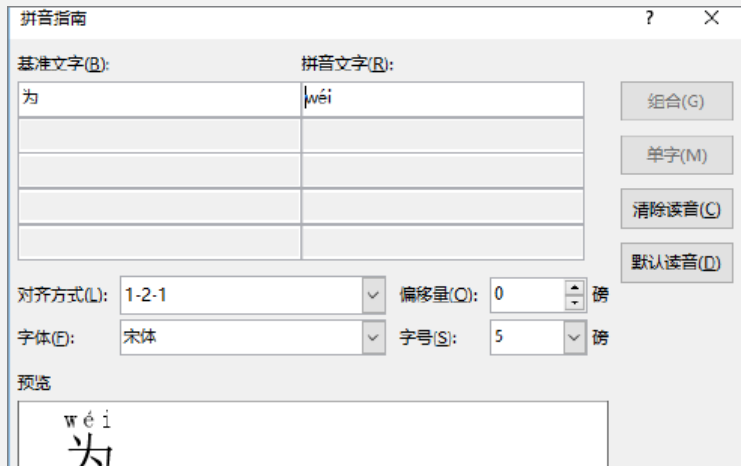 拼音指南 ?
基准文字(B): 拼音文字(R):
为 wéi
组合(G)
单字(M)
清除读音(C)
默认读音(D)
对齐方式(L): 1-2-1 偏移量(O): 0 磅
字体(F): 宋体 字号(S): 5 磅
预览
wéi
为